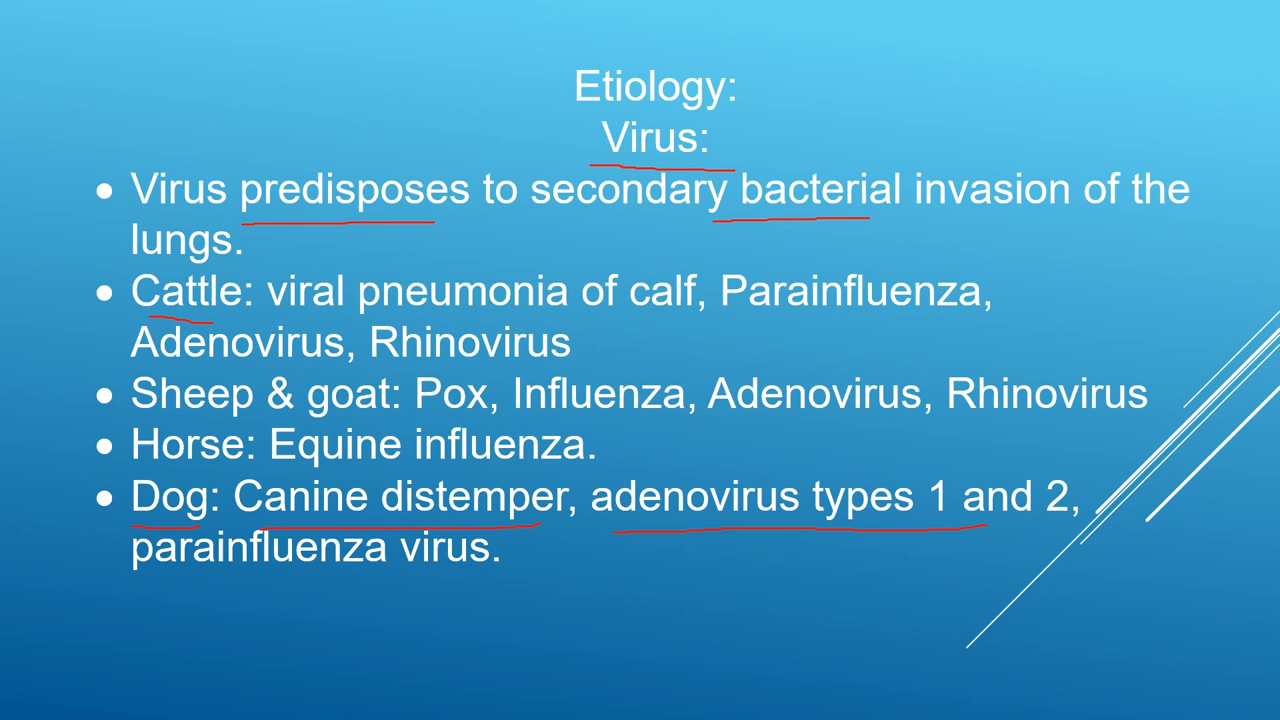 Etiology:
Virus:
• Virus predisposes to secondary bacterial invasion of the
lungs.
• Cattle: viral pneumonia of calf, Parainfluenza,
Adenovirus, Rhinovirus
• Sheep & goat: Pox, Influenza, Adenovirus, Rhinovirus
• Horse: Equine influenza.
• Dog: Canine distemper, adenovirus types 1 and 2,
parainfluenza virus.